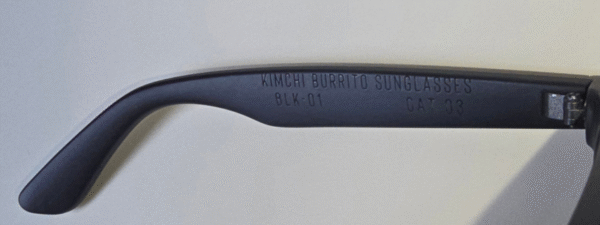 KIMCHI BURRITO SUNGLASSES
BLK-01 CAT 03